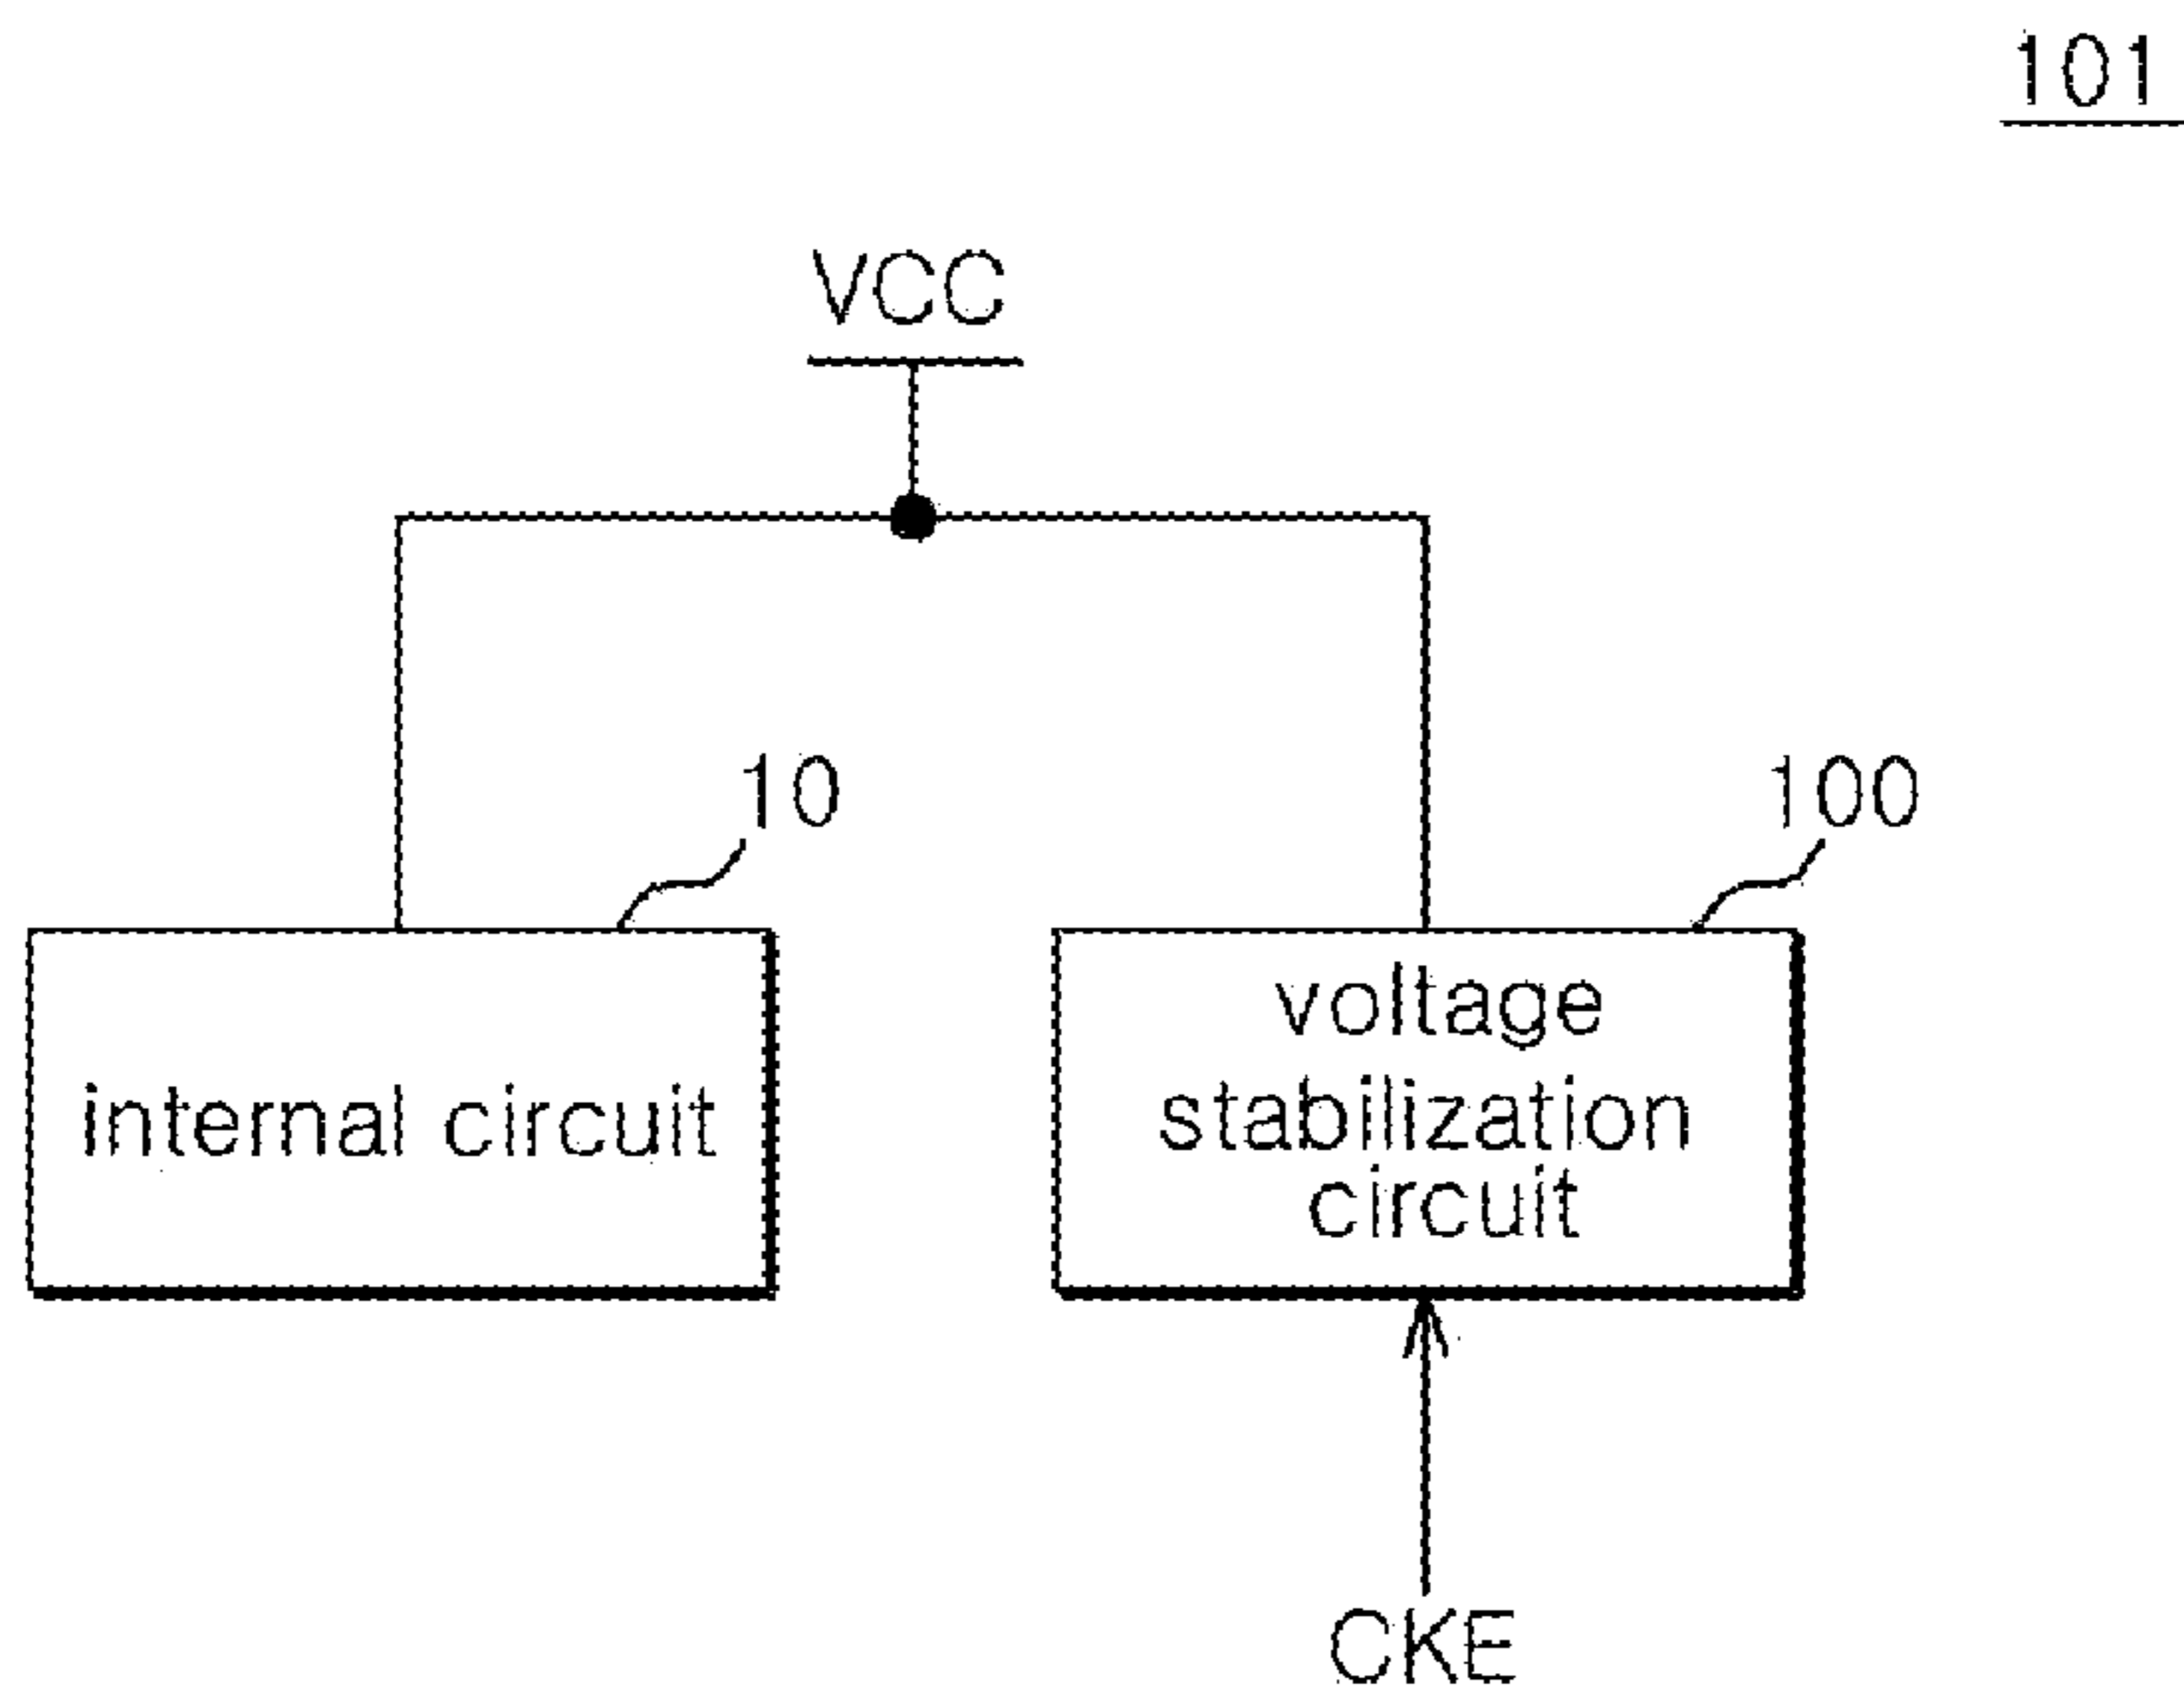 101
VCC
10
100
internal circuit
voltage
stabilization
circuit
CKE